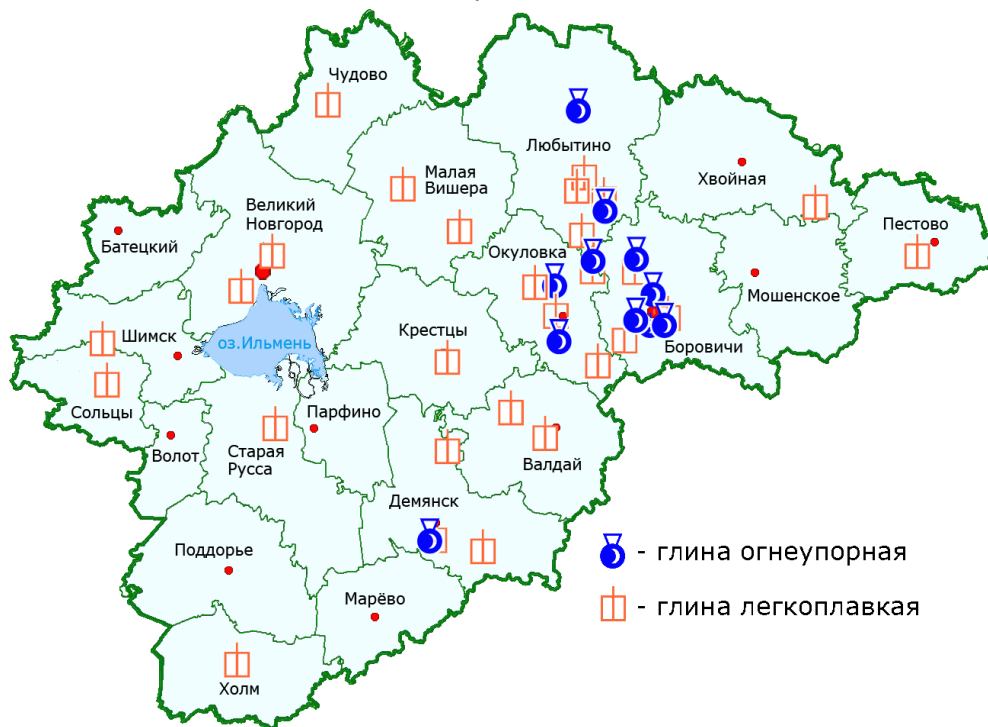 Чудово
Любытино
Малая
Вишера
Хвойная
Великий
Новгород
Пестово
Батецкий
Окуловка
Мошенское
Шимск
оз.Ильмень
Крестцы
Боровичи
Сольцы
Парфино
Волот
Старая
Русса
Валдай
Демянск
Поддорье
- глина огнеупорная
Марёво
- глина легкоплавкая
Холм